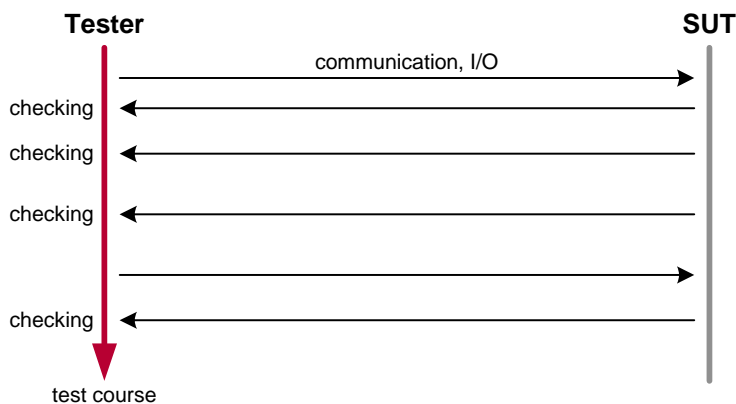 Tester
SUT
communication, I/O
checking
checking
checking
checking
test course